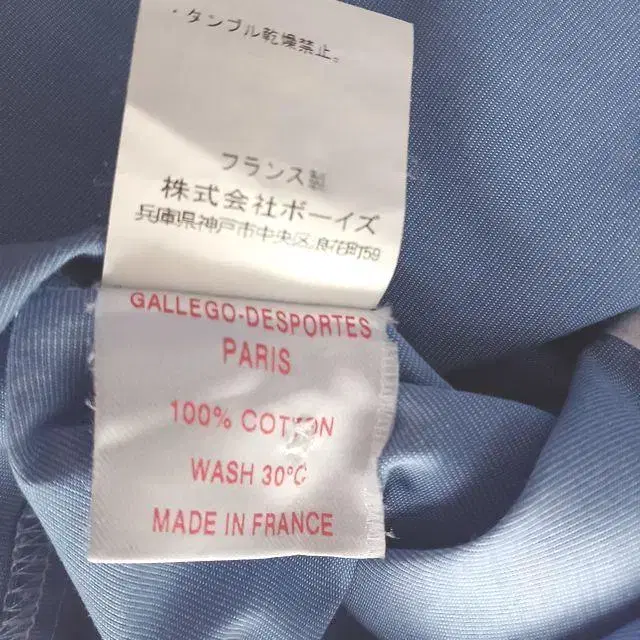 ・タンブル乾燥禁止。
フランス製
株式会社ボーイズ
兵庫県神戸市中央区浪花町59
GALLEGO-DESPORTES
PARIS
100% COTTON
WASH 30°C
MADE IN FRANCE